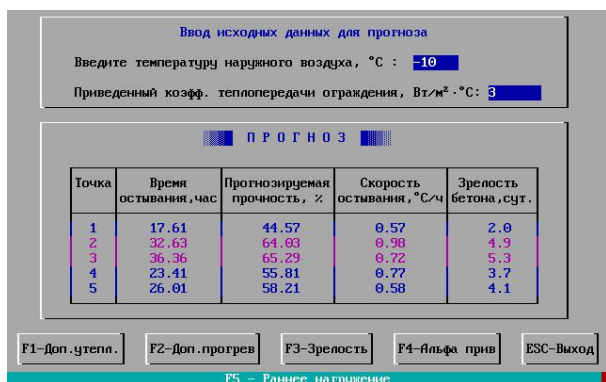 Ввод исходных данных для прогноза
Введите температуру наружного воздуха, °C : -10
Приведенный коэфф. теплопередачи ограждения, Вт/м²·°C: 3
П Р О Г Н О З
Точка Время остывания,час Прогнозируемая прочность, % Скорость остывания,°C/ч Зрелость бетона,сут.
1 17.61 44.57 0.57 2.0
2 32.63 64.03 0.98 4.9
3 36.36 65.29 0.72 5.3
4 23.41 55.81 0.77 3.7
5 26.01 58.21 0.58 4.1
F1-Доп.утепл. F2-Доп.прогрев F3-Зрелость F4-Альфа прив ESC-Выход
F5 - Раннее нагружение